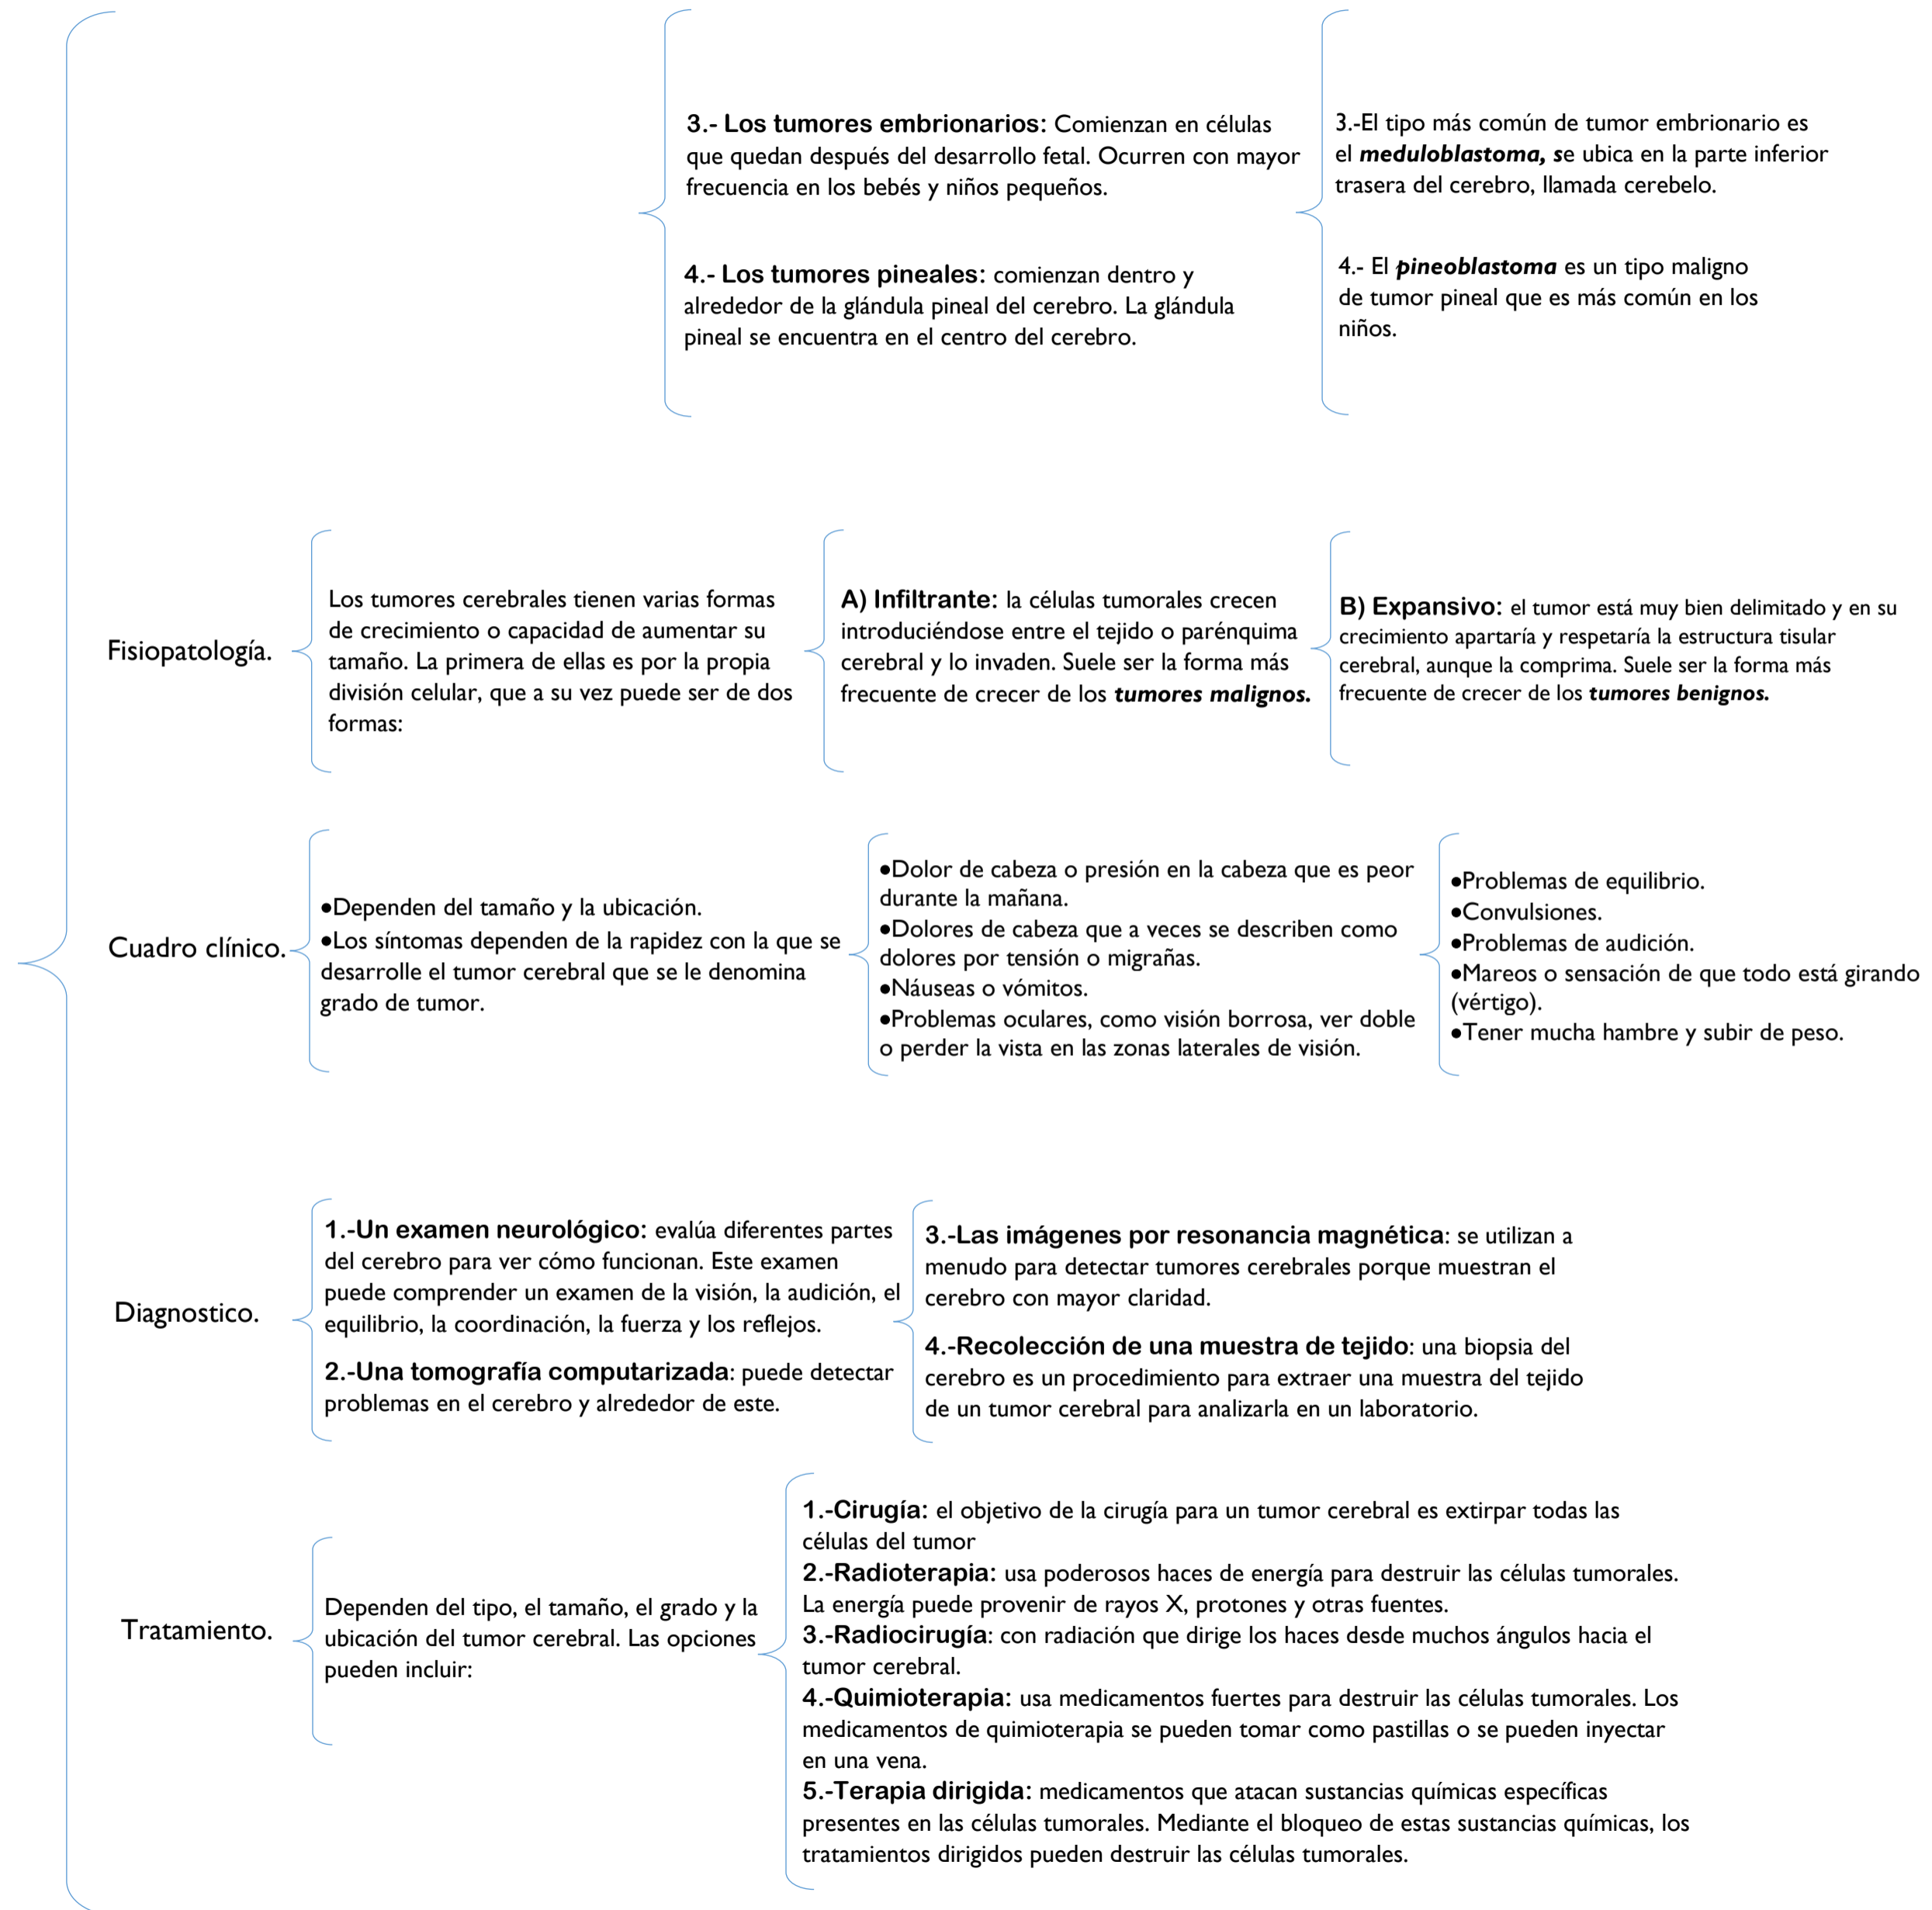 3.- Los tumores embrionarios: Comienzan en células
que quedan después del desarrollo fetal. Ocurren con mayor
frecuencia en los bebés y niños pequeños.
4.- Los tumores pineales: comienzan dentro y
alrededor de la glándula pineal del cerebro. La glándula
pineal se encuentra en el centro del cerebro.
3.-El tipo más común de tumor embrionario es
el meduloblastoma, se ubica en la parte inferior
trasera del cerebro, llamada cerebelo.
4.- El pineoblastoma es un tipo maligno
de tumor pineal que es más común en los
niños.
Fisiopatología.
Los tumores cerebrales tienen varias formas
de crecimiento o capacidad de aumentar su
tamaño. La primera de ellas es por la propia
división celular, que a su vez puede ser de dos
formas:
A) Infiltrante: la células tumorales crecen
introduciéndose entre el tejido o parénquima
cerebral y lo invaden. Suele ser la forma más
frecuente de crecer de los tumores malignos.
B) Expansivo: el tumor está muy bien delimitado y en su
crecimiento apartaría y respetaría la estructura tisular
cerebral, aunque la comprima. Suele ser la forma más
frecuente de crecer de los tumores benignos.
Cuadro clínico.
•Dependen del tamaño y la ubicación.
•Los síntomas dependen de la rapidez con la que se
desarrolle el tumor cerebral que se le denomina
grado de tumor.
•Dolor de cabeza o presión en la cabeza que es peor
durante la mañana.
•Dolores de cabeza que a veces se describen como
dolores por tensión o migrañas.
•Náuseas o vómitos.
•Problemas oculares, como visión borrosa, ver doble
o perder la vista en las zonas laterales de visión.
•Problemas de equilibrio.
•Convulsiones.
•Problemas de audición.
•Mareos o sensación de que todo está girando
(vértigo).
•Tener mucha hambre y subir de peso.
Diagnostico.
1.-Un examen neurológico: evalúa diferentes partes
del cerebro para ver cómo funcionan. Este examen
puede comprender un examen de la visión, la audición, el
equilibrio, la coordinación, la fuerza y los reflejos.
2.-Una tomografía computarizada: puede detectar
problemas en el cerebro y alrededor de este.
3.-Las imágenes por resonancia magnética: se utilizan a
menudo para detectar tumores cerebrales porque muestran el
cerebro con mayor claridad.
4.-Recolección de una muestra de tejido: una biopsia del
cerebro es un procedimiento para extraer una muestra del tejido
de un tumor cerebral para analizarla en un laboratorio.
Tratamiento.
Dependen del tipo, el tamaño, el grado y la
ubicación del tumor cerebral. Las opciones
pueden incluir:
1.-Cirugía: el objetivo de la cirugía para un tumor cerebral es extirpar todas las
células del tumor
2.-Radioterapia: usa poderosos haces de energía para destruir las células tumorales.
La energía puede provenir de rayos X, protones y otras fuentes.
3.-Radiocirugía: con radiación que dirige los haces desde muchos ángulos hacia el
tumor cerebral.
4.-Quimioterapia: usa medicamentos fuertes para destruir las células tumorales. Los
medicamentos de quimioterapia se pueden tomar como pastillas o se pueden inyectar
en una vena.
5.-Terapia dirigida: medicamentos que atacan sustancias químicas específicas
presentes en las células tumorales. Mediante el bloqueo de estas sustancias químicas, los
tratamientos dirigidos pueden destruir las células tumorales.